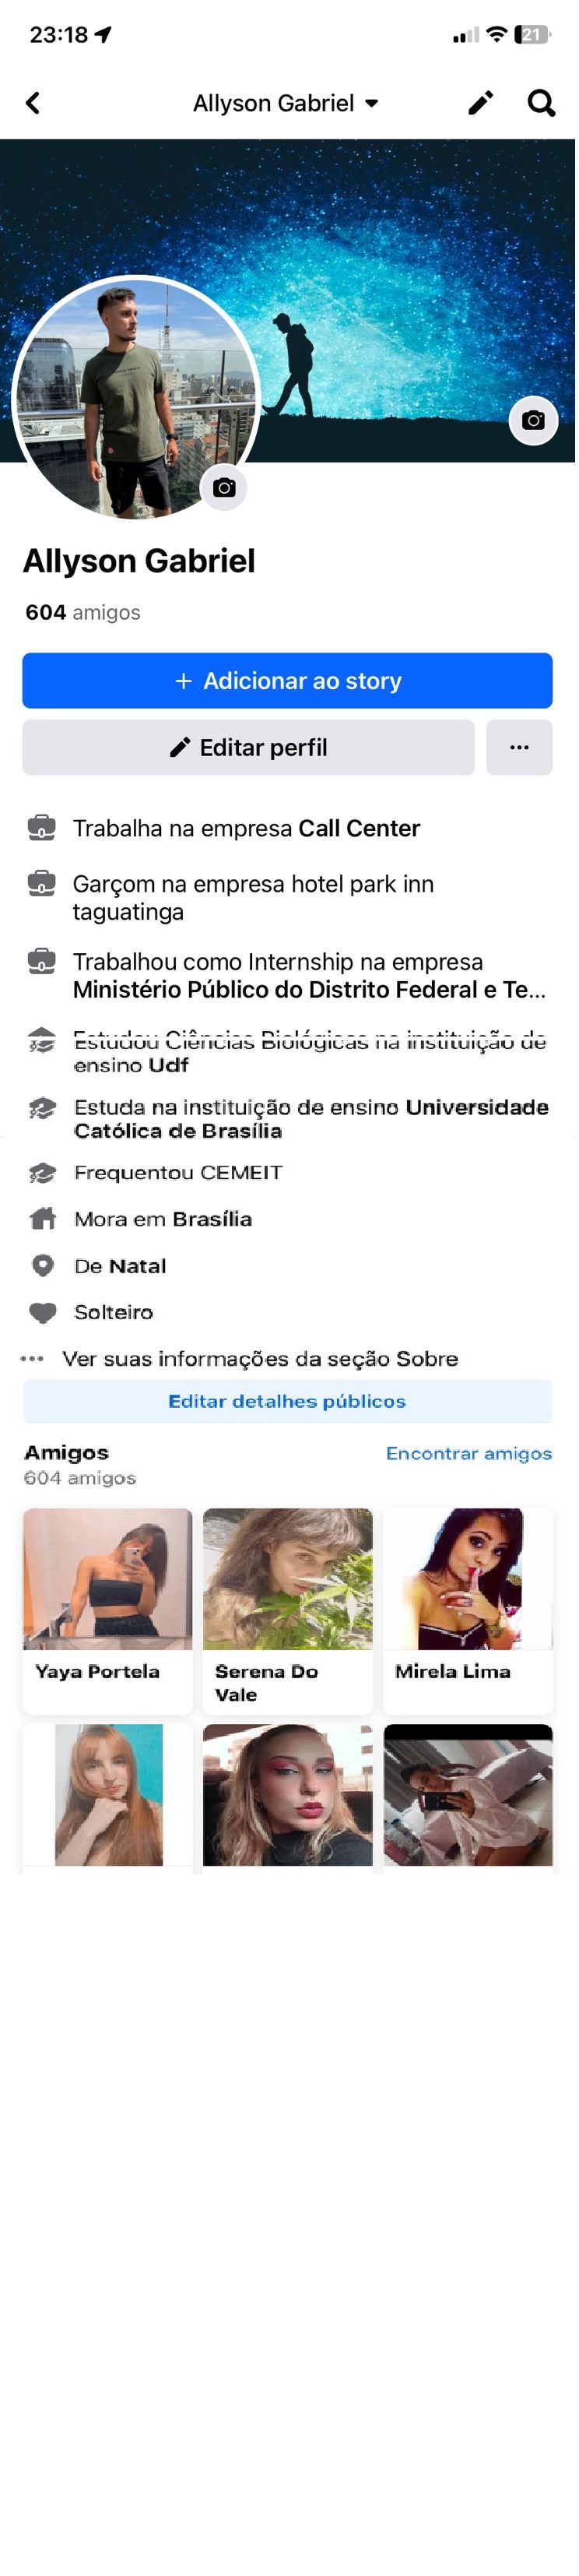 23:18
21
Allyson Gabriel
Allyson Gabriel
604 amigos
+ Adicionar ao story
Editar perfil
Trabalha na empresa Call Center
Garçom na empresa hotel park inn
taguatinga
Trabalhou como Internship na empresa
Ministério Público do Distrito Federal e Te...
Estudou Ciências Biológicas na instituição de
ensino Udf
Estuda na instituição de ensino Universidade
Católica de Brasília
Frequentou CEMEIT
Mora em Brasília
De Natal
Solteiro
Ver suas informações da seção Sobre
Editar detalhes públicos
Amigos
Encontrar amigos
604 amigos
Yaya Portela
Serena Do
Vale
Mirela Lima